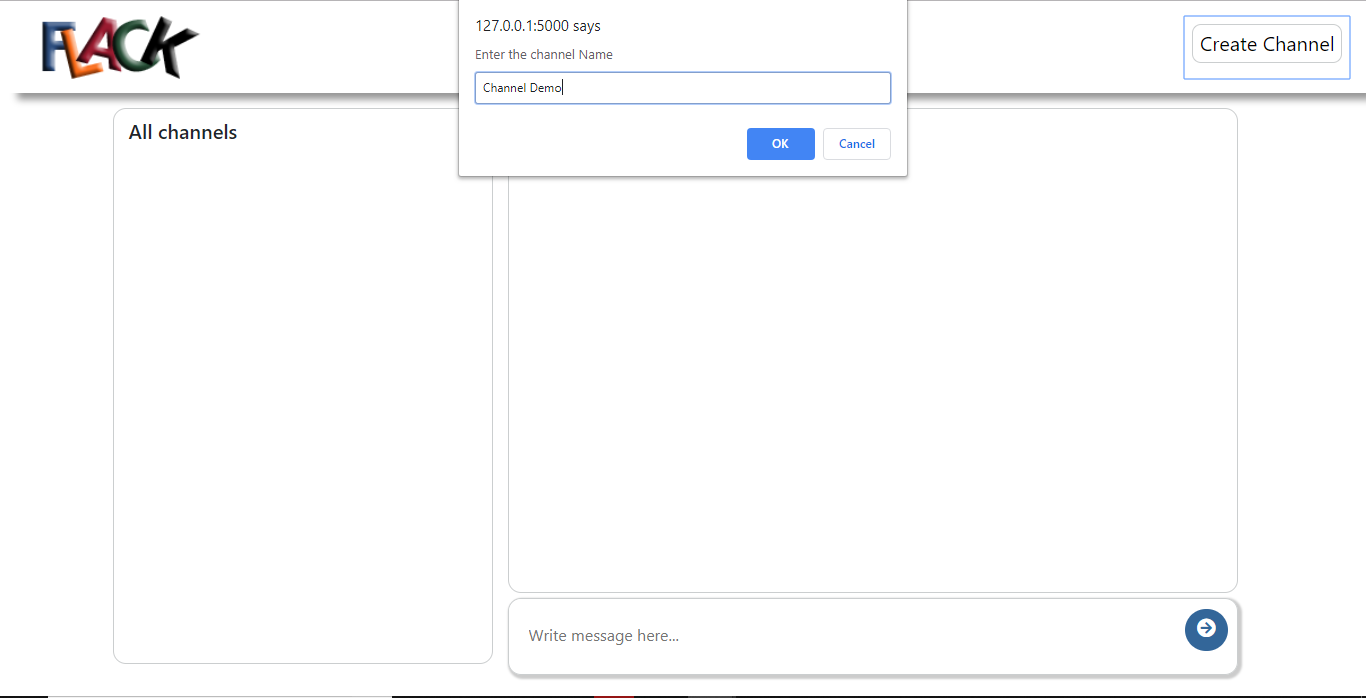 FLACK
127.0.0.1:5000 says
Enter the channel Name
Channel Demo
OK
Cancel
Create Channel
All channels
Write message here...